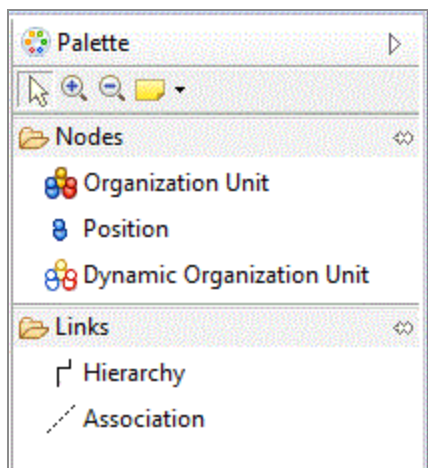 Palette
Nodes
Organization Unit
Position
Dynamic Organization Unit
Links
Hierarchy
Association